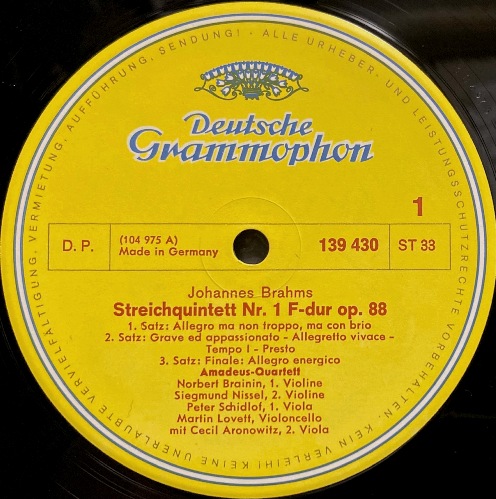 ALLE URHEBER, UND LEISTUNGSSCHUTZRECHTE VORBEHALTEN· KEIN VERLEIH! KEINE UNERLAUBTE VERVIELFÄLTIGUNG, VERMIETUNG, AUFFÜHRUNG, SENDUNG! ·
Deutsche
Grammophon
1
D. P.
(104 975 A)
Made in Germany
139 430
ST 33
Johannes Brahms
Streichquintett Nr. 1 F-dur op. 88
1. Satz: Allegro ma non troppo, ma con brio
2. Satz: Grave ed appassionato - Allegretto vivace -
Tempo I - Presto
3. Satz: Finale: Allegro energico
Amadeus-Quartett
Norbert Brainin, 1. Violine
Siegmund Nissel, 2. Violine
Peter Schidlof, 1. Viola
Martin Lovett, Violoncello
mit Cecil Aronowitz, 2. Viola